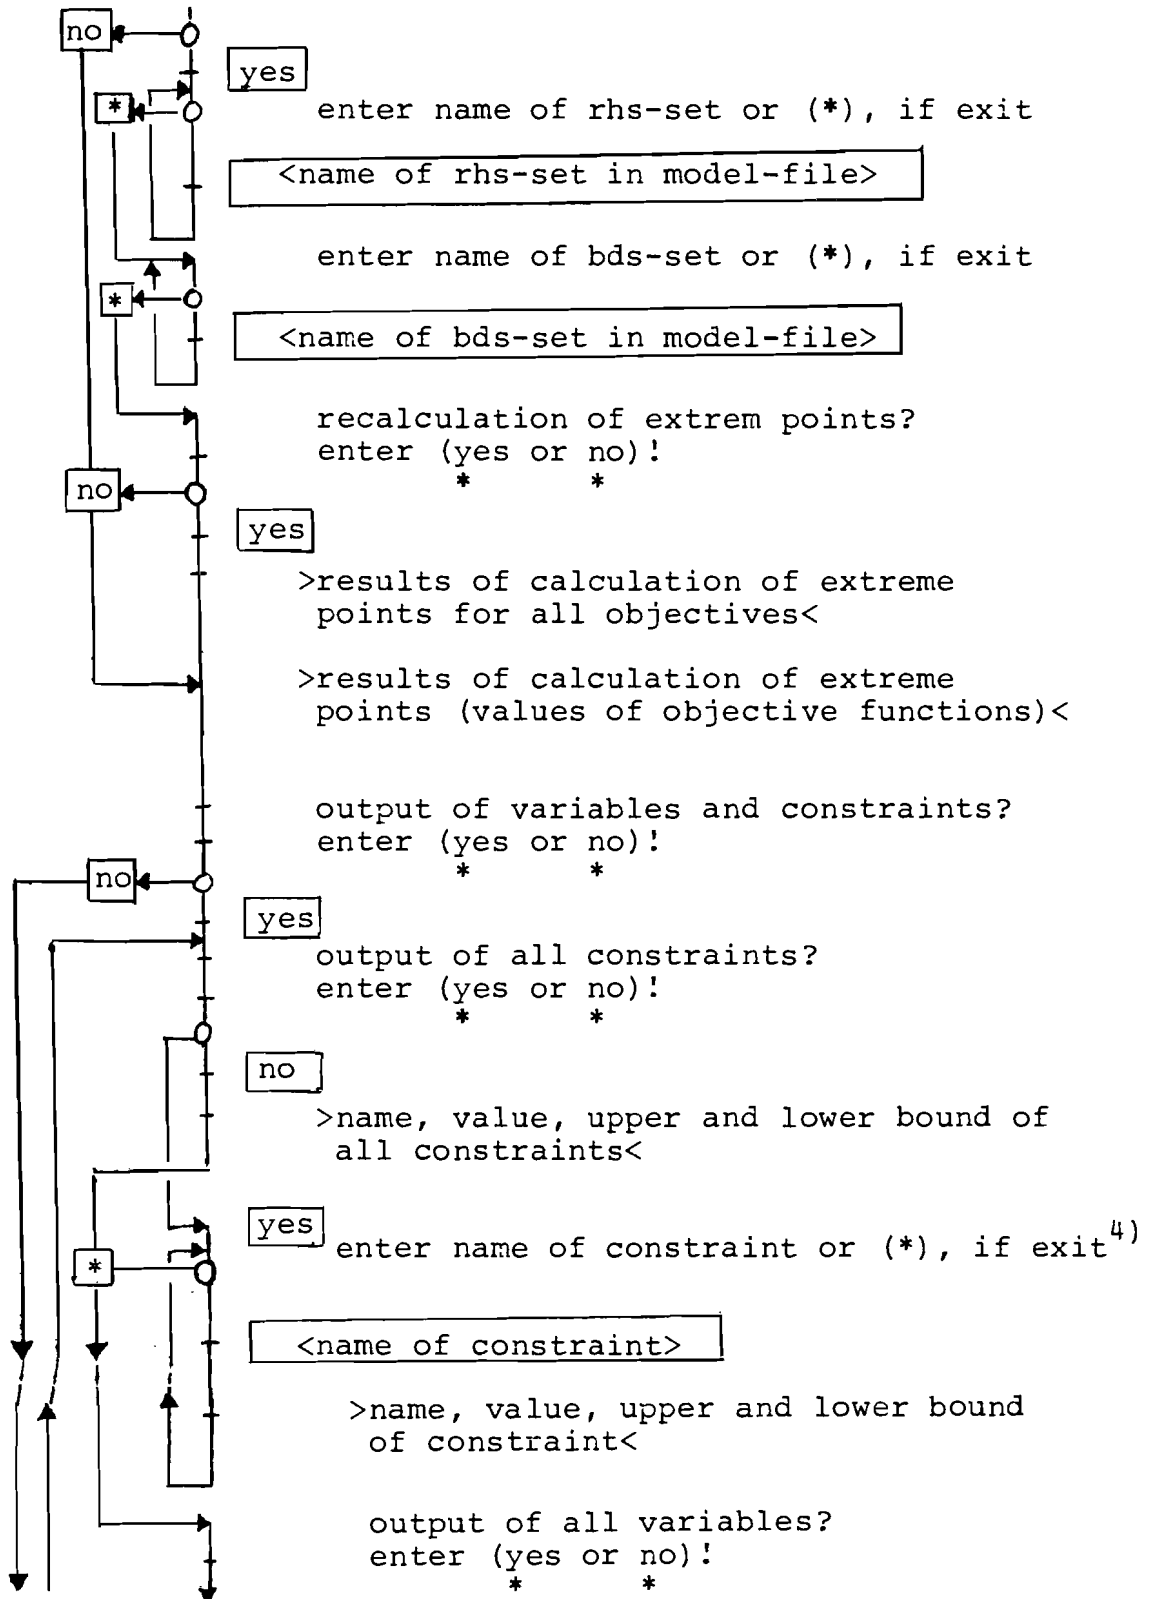 no
yes
*
enter name of rhs-set or (*), if exit
<name of rhs-set in model-file>
enter name of bds-set or (*), if exit
*
<name of bds-set in model-file>
recalculation of extrem points?
enter (yes or no)!
* *
no
yes
>results of calculation of extreme
points for all objectives<
>results of calculation of extreme
points (values of objective functions)<
output of variables and constraints?
enter (yes or no)!
* *
no
yes
output of all constraints?
enter (yes or no)!
* *
no
>name, value, upper and lower bound of
all constraints<
yes
enter name of constraint or (*), if exit4)
*
<name of constraint>
>name, value, upper and lower bound
of constraint<
output of all variables?
enter (yes or no)!
* *